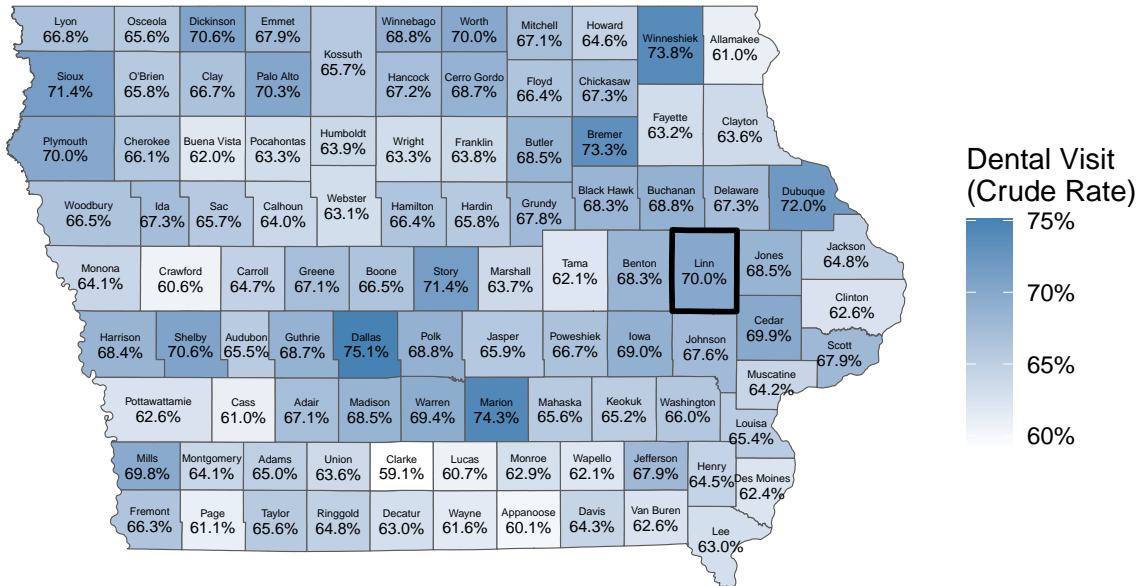 Lyon
66.8%
Osceola
65.6%
Dickinson
70.6%
Emmet
67.9%
Kossuth
65.7%
Winnebago
68.8%
Worth
70.0%
Mitchell
67.1%
Howard
64.6%
Winneshiek
73.8%
Allamakee
61.0%
Sioux
71.4%
O'Brien
65.8%
Clay
66.7%
Palo Alto
70.3%
Hancock
67.2%
Cerro Gordo
68.7%
Floyd
66.4%
Chickasaw
67.3%
Fayette
63.2%
Clayton
63.6%
Plymouth
70.0%
Cherokee
66.1%
Buena Vista
62.0%
Pocahontas
63.3%
Humboldt
63.9%
Wright
63.3%
Franklin
63.8%
Butler
68.5%
Bremer
73.3%
Woodbury
66.5%
Ida
67.3%
Sac
65.7%
Calhoun
64.0%
Webster
63.1%
Hamilton
66.4%
Hardin
65.8%
Grundy
67.8%
Black Hawk
68.3%
Buchanan
68.8%
Delaware
67.3%
Dubuque
72.0%
Monona
64.1%
Crawford
60.6%
Carroll
64.7%
Greene
67.1%
Boone
66.5%
Story
71.4%
Marshall
63.7%
Tama
62.1%
Benton
68.3%
Linn
70.0%
Jones
68.5%
Jackson
64.8%
Clinton
62.6%
Harrison
68.4%
Shelby
70.6%
Audubon
65.5%
Guthrie
68.7%
Dallas
75.1%
Polk
68.8%
Jasper
65.9%
Poweshiek
66.7%
Iowa
69.0%
Johnson
67.6%
Cedar
69.9%
Scott
67.9%
Muscatine
64.2%
Pottawattamie
62.6%
Cass
61.0%
Adair
67.1%
Madison
68.5%
Warren
69.4%
Marion
74.3%
Mahaska
65.6%
Keokuk
65.2%
Washington
66.0%
Louisa
65.4%
Mills
69.8%
Montgomery
64.1%
Adams
65.0%
Union
63.6%
Clarke
59.1%
Lucas
60.7%
Monroe
62.9%
Wapello
62.1%
Jefferson
67.9%
Henry
64.5%
Des Moines
62.4%
Fremont
66.3%
Page
61.1%
Taylor
65.6%
Ringgold
64.8%
Decatur
63.0%
Wayne
61.6%
Appanoose
60.1%
Davis
64.3%
Van Buren
62.6%
Lee
63.0%
Dental Visit
(Crude Rate)
75%
70%
65%
60%